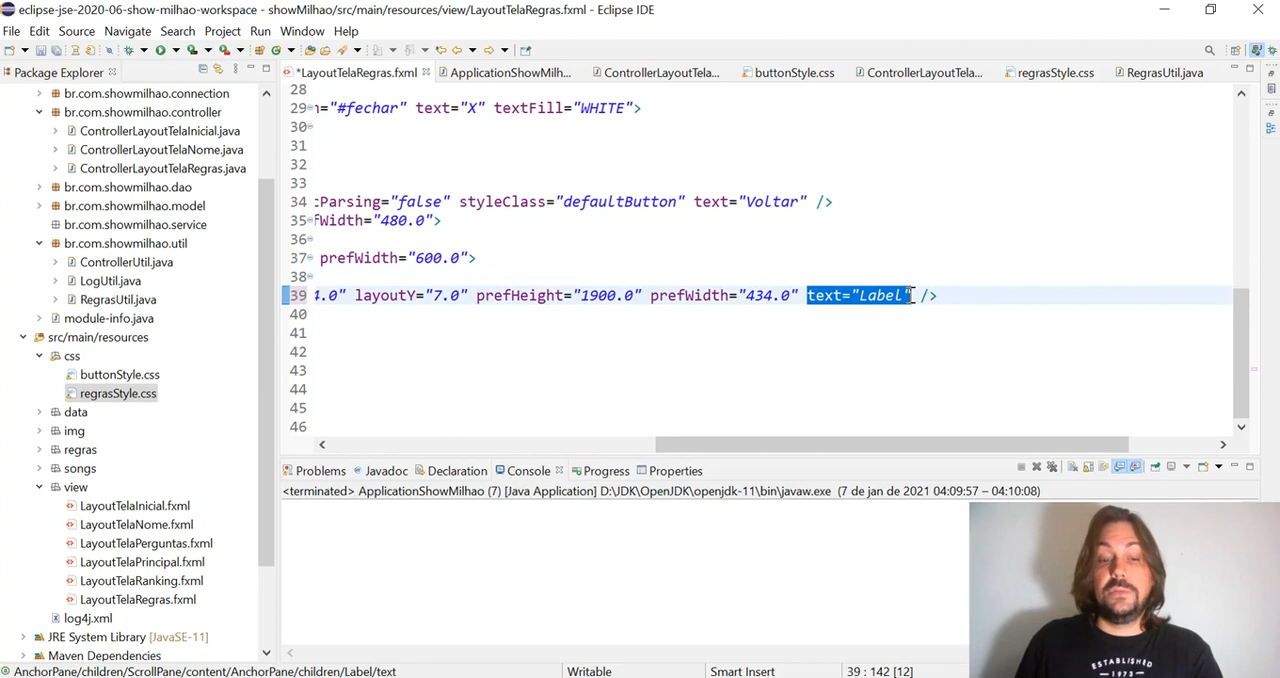 eclipse-jse-2020-06-show-milhao-workspace - showMilhao/src/main/resources/view/LayoutTelaRegras.fxml - Eclipse IDE
File Edit Source Navigate Search Project Run Window Help
Package Explorer
*LayoutTelaRegras.fxml ApplicationShowMilh... ControllerLayoutTela... buttonStyle.css ControllerLayoutTela... regrasStyle.css RegrasUtil.java
br.com.showmilhao.connection
br.com.showmilhao.controller
ControllerLayoutTelaInicial.java
ControllerLayoutTelaNome.java
ControllerLayoutTelaRegras.java
br.com.showmilhao.dao
br.com.showmilhao.model
br.com.showmilhao.service
br.com.showmilhao.util
ControllerUtil.java
LogUtil.java
RegrasUtil.java
module-info.java
src/main/resources
css
buttonStyle.css
regrasStyle.css
data
img
regras
songs
view
LayoutTelaInicial.fxml
LayoutTelaNome.fxml
LayoutTelaPerguntas.fxml
LayoutTelaPrincipal.fxml
LayoutTelaRanking.fxml
LayoutTelaRegras.fxml
log4j.xml
JRE System Library [JavaSE-11]
Maven Dependencies
28
29 n="#fechar" text="X" textFill="WHITE">
30
31
32
33
34 cParsing="false" styleClass="defaultButton" text="Voltar" />
35 fWidth="480.0">
36
37 prefWidth="600.0">
38
39 4.0" layoutY="7.0" prefHeight="1900.0" prefWidth="434.0" text="Label" />
40
41
42
43
44
45
46
Problems Javadoc Declaration Console Progress Properties
<terminated> ApplicationShowMilhao (7) [Java Application] D:\JDK\OpenJDK\openjdk-11\bin\javaw.exe (7 de jan de 2021 04:09:57 – 04:10:08)
ESTABLISHED
1973
AnchorPane/children/ScrollPane/content/AnchorPane/children/Label/text Writable Smart Insert 39 : 142 [12]